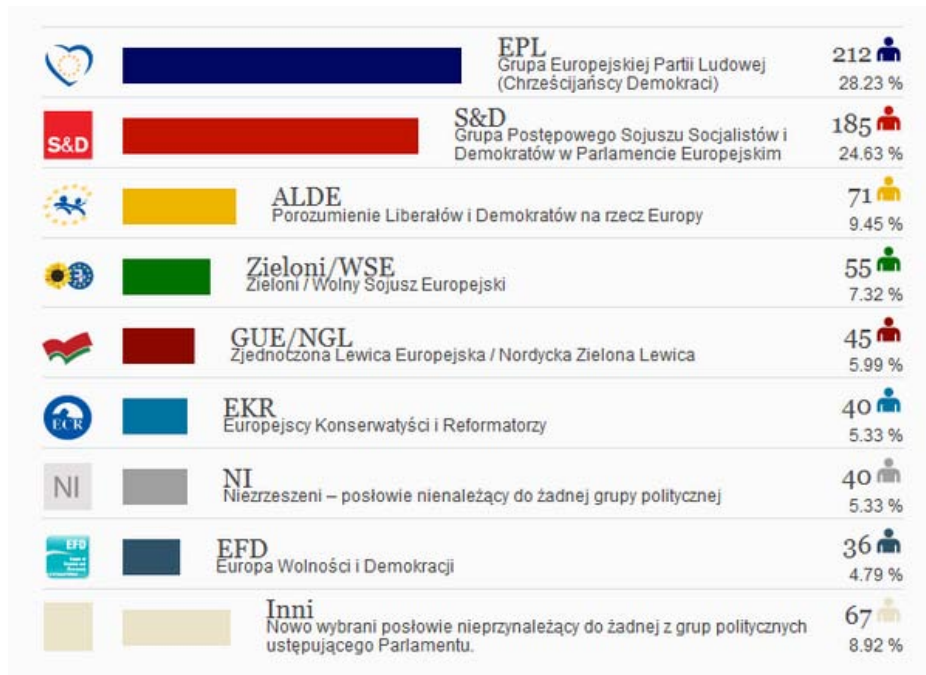 EPL
Grupa Europejskiej Partii Ludowej
(Chrześcijańscy Demokraci)
212
28.23 %
S&D
S&D
Grupa Postępowego Sojuszu Socjalistów i
Demokratów w Parlamencie Europejskim
185
24.63 %
ALDE
Porozumienie Liberałów i Demokratów na rzecz Europy
71
9.45 %
Zieloni/WSE
Zieloni / Wolny Sojusz Europejski
55
7.32 %
GUE/NGL
Zjednoczona Lewica Europejska / Nordycka Zielona Lewica
45
5.99 %
ECR
EKR
Europejscy Konserwatyści i Reformatorzy
40
5.33 %
NI
NI
Niezrzeszeni – posłowie nienależący do żadnej grupy politycznej
40
5.33 %
EFD
EFD
Europa Wolności i Demokracji
36
4.79 %
Inni
Nowo wybrani posłowie nieprzynależący do żadnej z grup politycznych
ustępującego Parlamentu.
67
8.92 %